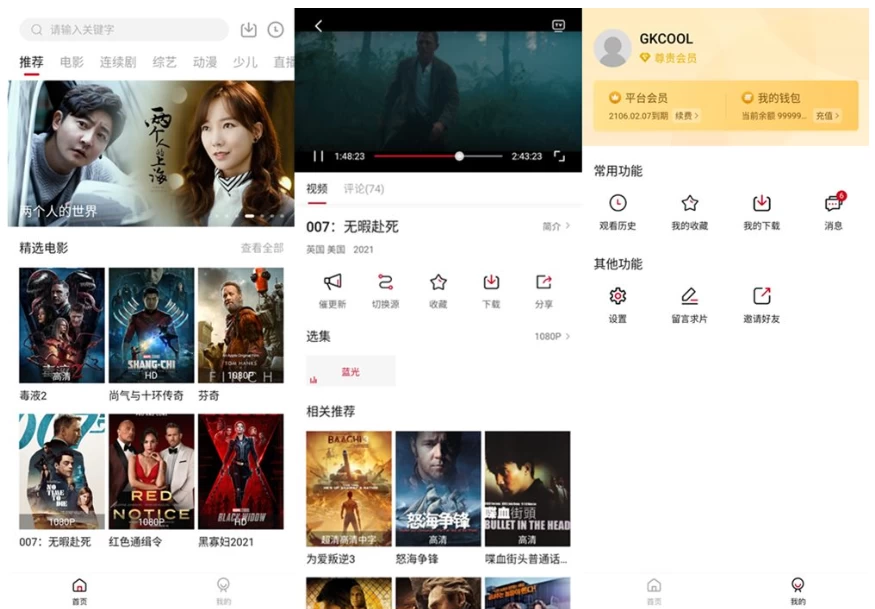 请输入关键字
推荐 电影 连续剧 综艺 动漫 少儿 直播
两个人的上海
两个人的世界
精选电影 查看全部
高清
SHANG-CHI
HD
TOM HANKS
FINCH
1080P
毒液2 尚气与十环传奇 芬奇
007
NO
TIME
TO DIE
1080P
RED
NOTICE
1080P
BLACK WIDOW
HD
007：无暇赴死 红色通缉令 黑寡妇2021
首页 我的
TV
1:48:23 2:43:23
视频 评论(74)
007：无暇赴死 简介
英国 美国 2021
催更新 切换源 收藏 下载 分享
选集 1080P
蓝光
相关推荐
BAAGHI
超清高清中字
怒海争锋
高清
喋血街頭
BULLET IN THE HEAD
高清
为爱叛逆3 怒海争锋 喋血街头普通话...
GKCOOL
尊贵会员
平台会员 我的钱包
2106.02.07到期 续费 当前余额 99999... 充值
常用功能
6
观看历史 我的收藏 我的下载 消息
其他功能
设置 留言求片 邀请好友
首页 我的